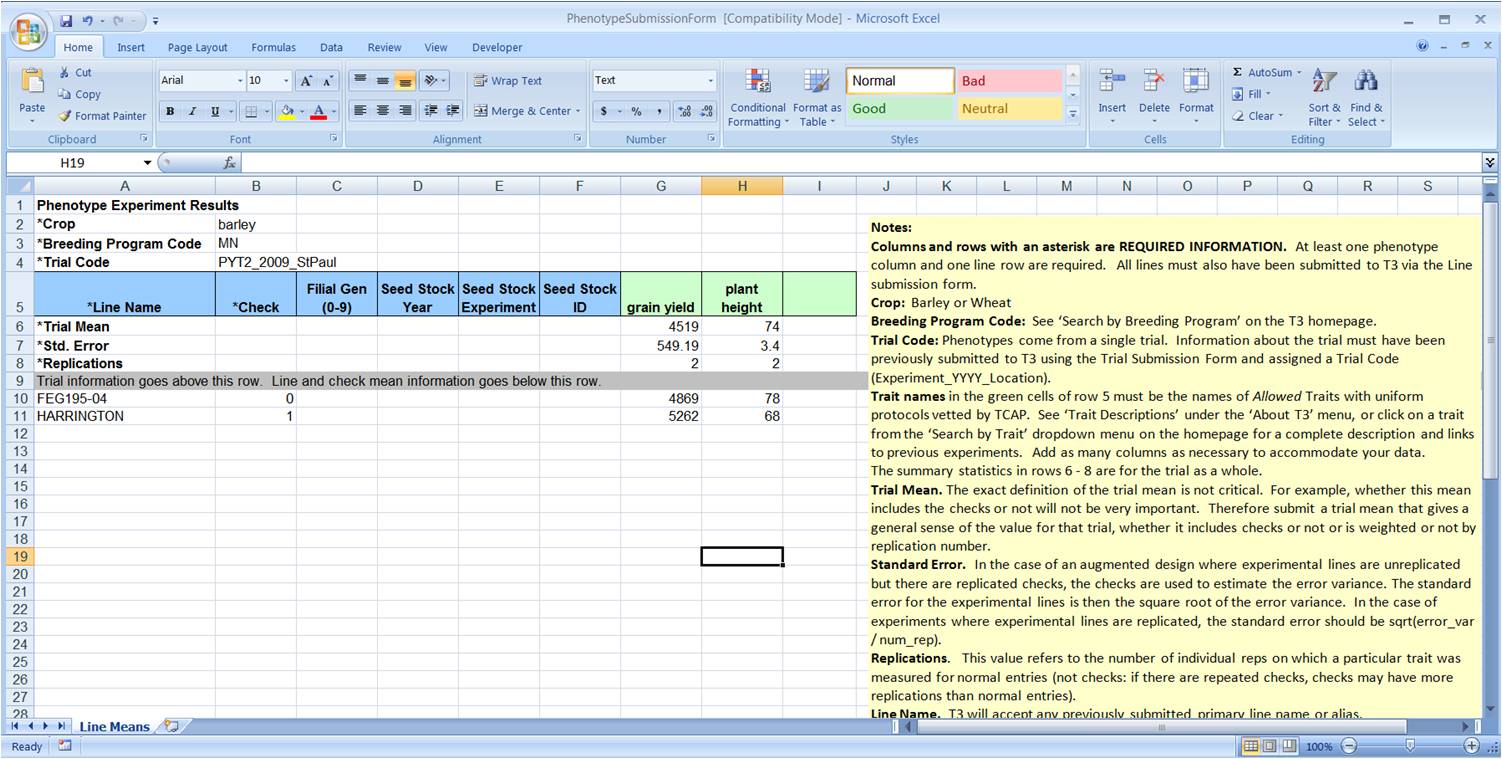 PhenotypeSubmissionForm [Compatibility Mode] - Microsoft Excel
Home Insert Page Layout Formulas Data Review View Developer
Paste
Cut
Copy
Format Painter
Clipboard
Arial 10
B I U
Font
Wrap Text
Merge & Center
Alignment
Text
$ % ,
Number
Conditional Formatting
Format as Table
Normal Bad
Good Neutral
Styles
Insert Delete Format
Cells
Σ AutoSum
Fill
Clear
Sort & Filter
Find & Select
Editing
H19 fx
A B C D E F G H I J K L M N O P Q R S
1 Phenotype Experiment Results
2 *Crop barley
3 *Breeding Program Code MN
4 *Trial Code PYT2_2009_StPaul
5 *Line Name *Check Filial Gen (0-9) Seed Stock Year Seed Stock Experiment Seed Stock ID grain yield plant height
6 *Trial Mean 4519 74
7 *Std. Error 549.19 3.4
8 *Replications 2 2
9 Trial information goes above this row. Line and check mean information goes below this row.
10 FEG195-04 0 4869 78
11 HARRINGTON 1 5262 68
12
13
14
15
16
17
18
19
20
21
22
23
24
25
26
27
28
Notes:
Columns and rows with an asterisk are REQUIRED INFORMATION. At least one phenotype
column and one line row are required. All lines must also have been submitted to T3 via the Line
submission form.
Crop: Barley or Wheat
Breeding Program Code: See ‘Search by Breeding Program’ on the T3 homepage.
Trial Code: Phenotypes come from a single trial. Information about the trial must have been
previously submitted to T3 using the Trial Submission Form and assigned a Trial Code
(Experiment_YYYY_Location).
Trait names in the green cells of row 5 must be the names of Allowed Traits with uniform
protocols vetted by TCAP. See ‘Trait Descriptions’ under the ‘About T3’ menu, or click on a trait
from the ‘Search by Trait’ dropdown menu on the homepage for a complete description and links
to previous experiments. Add as many columns as necessary to accommodate your data.
The summary statistics in rows 6 - 8 are for the trial as a whole.
Trial Mean. The exact definition of the trial mean is not critical. For example, whether this mean
includes the checks or not will not be very important. Therefore submit a trial mean that gives a
general sense of the value for that trial, whether it includes checks or not or is weighted or not by
replication number.
Standard Error. In the case of an augmented design where experimental lines are unreplicated
but there are replicated checks, the checks are used to estimate the error variance. The standard
error for the experimental lines is then the square root of the error variance. In the case of
experiments where experimental lines are replicated, the standard error should be sqrt(error_var
/ num_rep).
Replications. This value refers to the number of individual reps on which a particular trait was
measured for normal entries (not checks: if there are repeated checks, checks may have more
replications than normal entries).
Line Name. T3 will accept any previously submitted primary line name or alias.
Line Means
Ready 100%